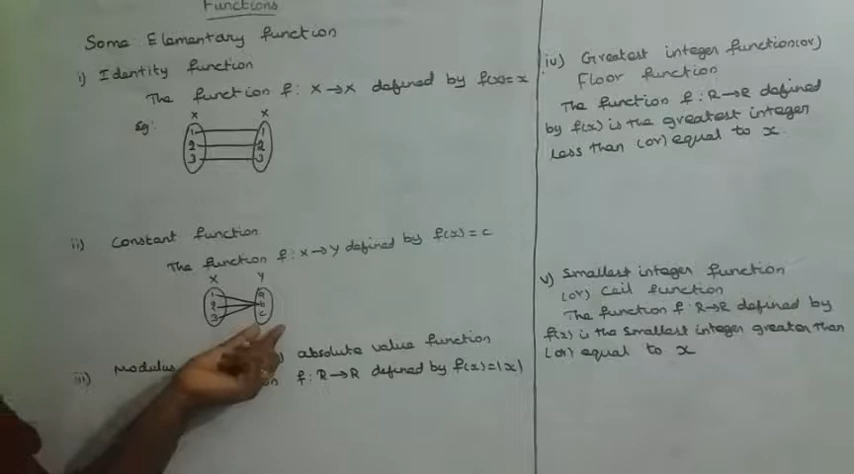 Functions
Some Elementary function
i) Identity function
The function f: X→X defined by f(x)=x
Eg:
X X
1 1
2 2
3 3
ii) Constant function
The function f: X→Y defined by f(x) = c
X Y
1 a
2 b
3 c
iii) Modulus absolute value function
f: R→R defined by f(x)=|x|
iv) Greatest integer function (or)
Floor function
The function f: R→R defined
by f(x) is the greatest integer
less than (or) equal to x.
v) Smallest integer function
(or) Ceil function
The function f: R→R defined by
f(x) is the smallest integer greater than
(or) equal to x